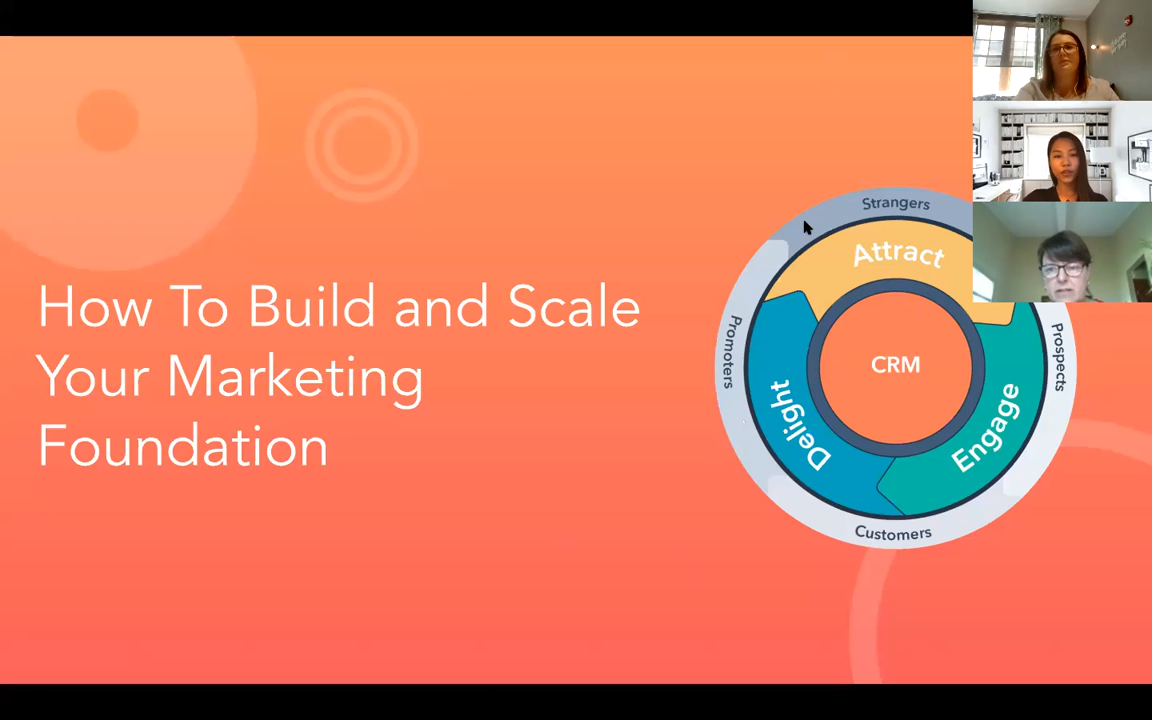 How To Build and Scale
Your Marketing
Foundation
Strangers
Attract
Promoters
Prospects
CRM
Delight
Engage
Customers